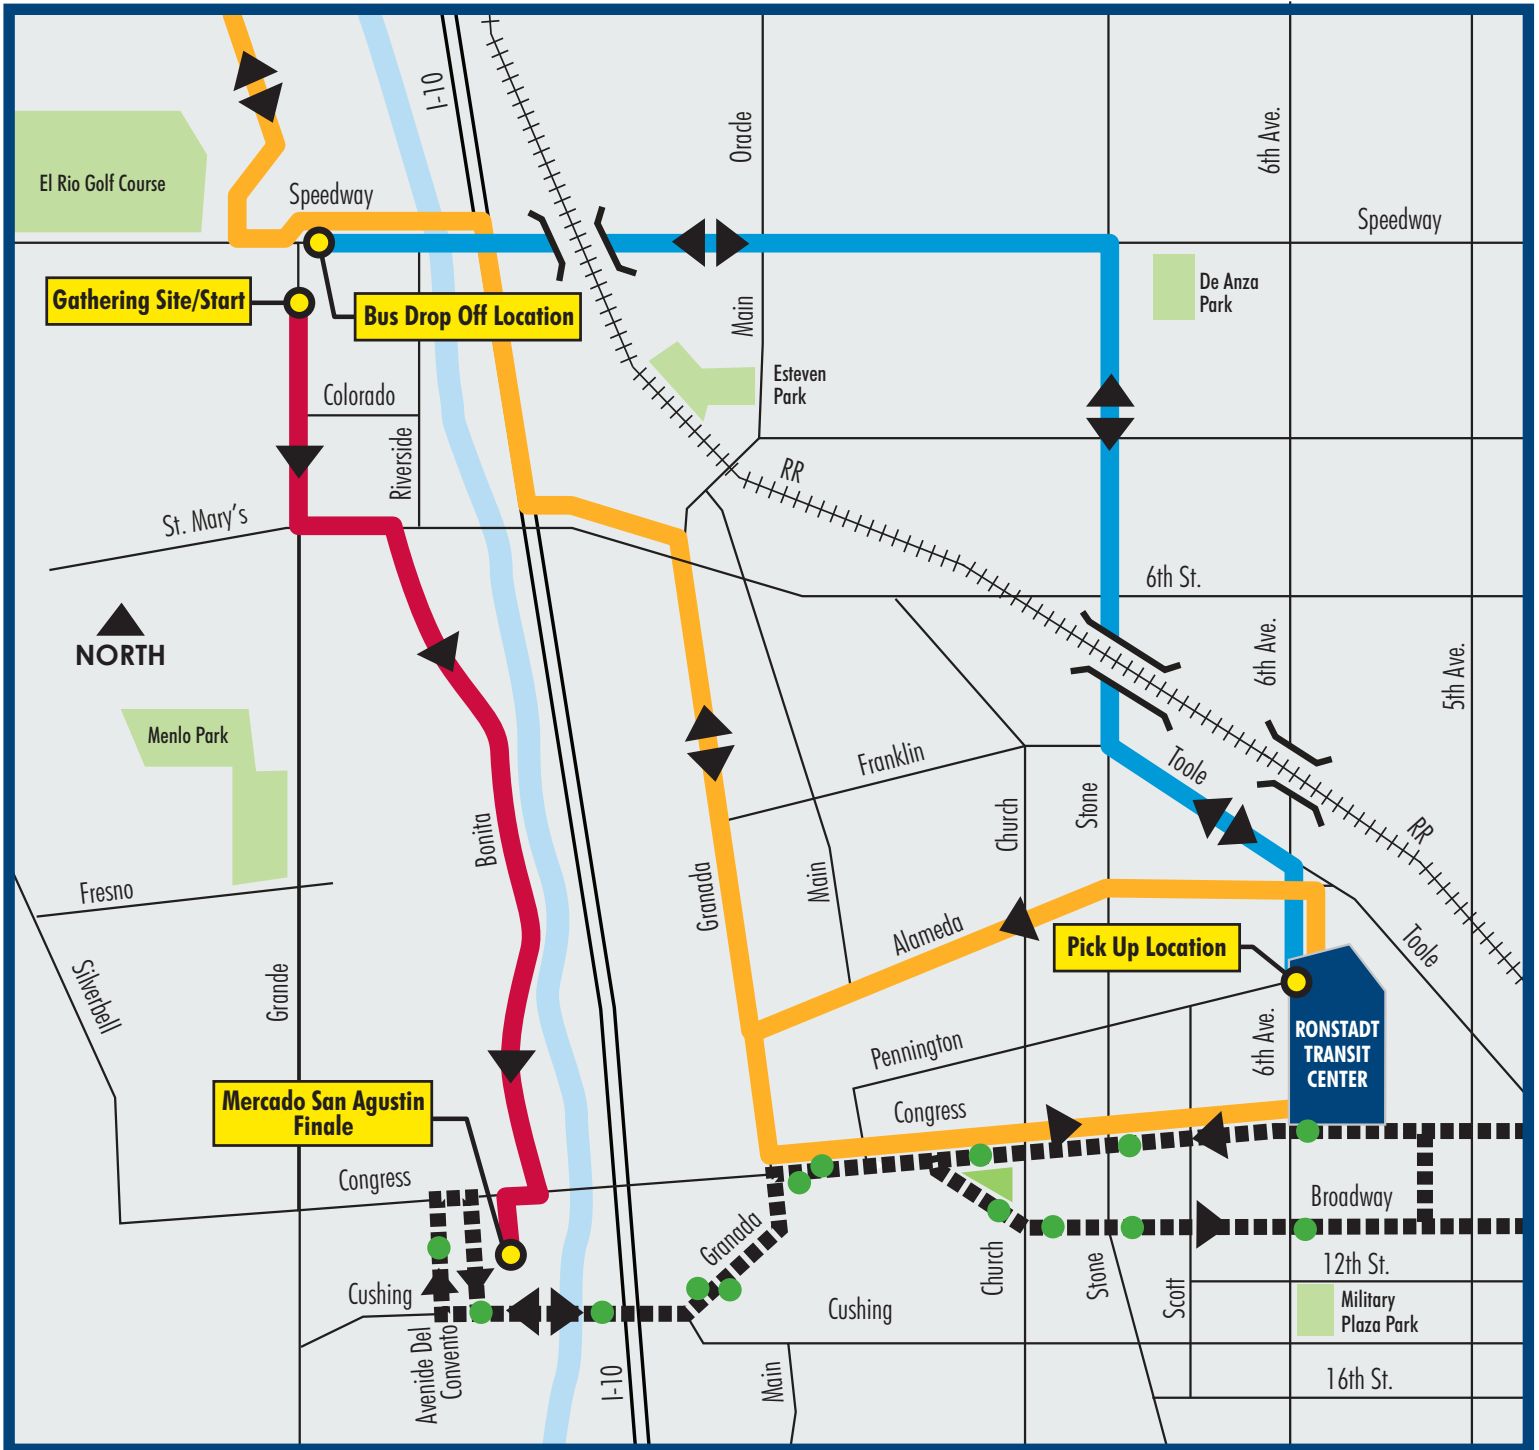 I-10
Oracle
6th Ave.
El Rio Golf Course
Speedway
Speedway
De Anza
Park
Gathering Site/Start
Bus Drop Off Location
Main
Esteven
Park
Colorado
Riverside
RR
St. Mary's
6th St.
NORTH
6th Ave.
5th Ave.
Menlo Park
Franklin
Toole
Stone
Church
Bonita
RR
Granada
Main
Fresno
Alameda
Pick Up Location
Toole
Silverbell
Grande
6th Ave.
RONSTADT
TRANSIT
CENTER
Pennington
Mercado San Agustin
Finale
Congress
Congress
Broadway
Granada
Church
Stone
Scott
12th St.
Cushing
Cushing
Military
Plaza Park
Avenide Del
Convento
I-10
Main
16th St.